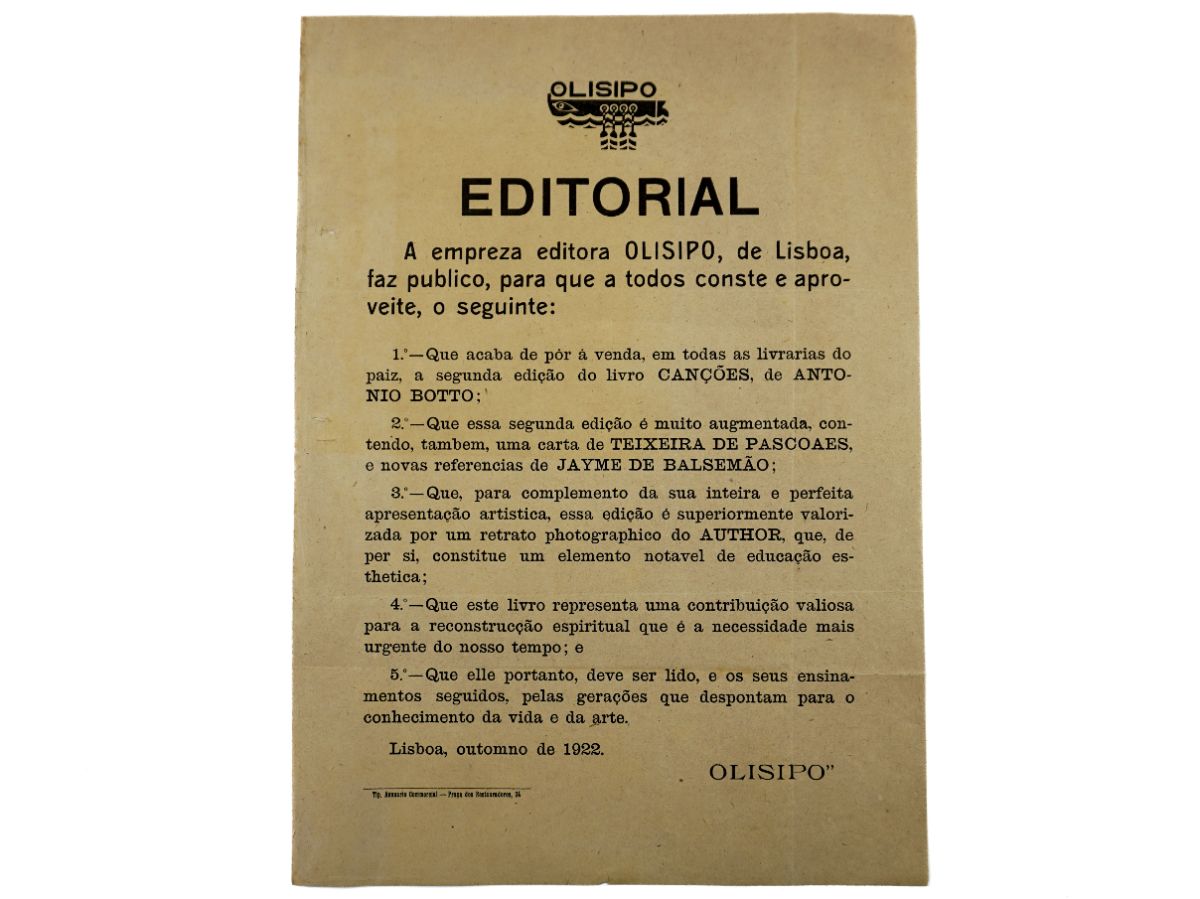 OLISIPO
EDITORIAL
A empreza editora OLISIPO, de Lisboa,
faz publico, para que a todos conste e apro-
veite, o seguinte:
1.º—Que acaba de pôr á venda, em todas as livrarias do
paiz, a segunda edição do livro CANÇÕES, de ANTO-
NIO BOTTO;
2.º—Que essa segunda edição é muito augmentada, con-
tendo, tambem, uma carta de TEIXEIRA DE PASCOAES,
e novas referencias de JAYME DE BALSEMÃO;
3.º—Que, para complemento da sua inteira e perfeita
apresentação artistica, essa edição é superiormente valori-
zada por um retrato photographico do AUTHOR, que, de
per si, constitue um elemento notavel de educação es-
thetica;
4.º—Que este livro representa uma contribuição valiosa
para a reconstrucção espiritual que é a necessidade mais
urgente do nosso tempo; e
5.º—Que elle portanto, deve ser lido, e os seus ensina-
mentos seguidos, pelas gerações que despontam para o
conhecimento da vida e da arte.
Lisboa, outomno de 1922.
OLISIPO”
Tip. Annuario Commercial — Praça dos Restauradores, 24